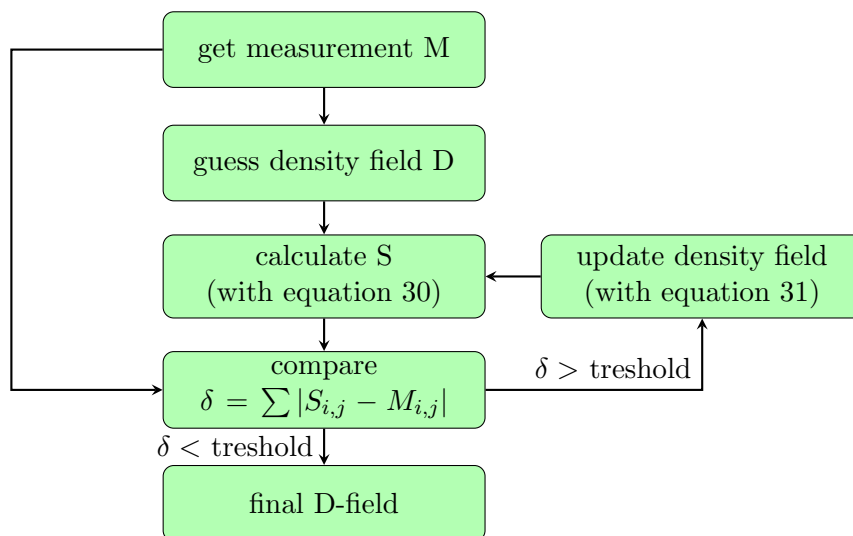 get measurement M
guess density field D
calculate S
(with equation 30)
update density field
(with equation 31)
compare
δ = ∑ |S_{i,j} − M_{i,j}|
δ > treshold
δ < treshold
final D-field